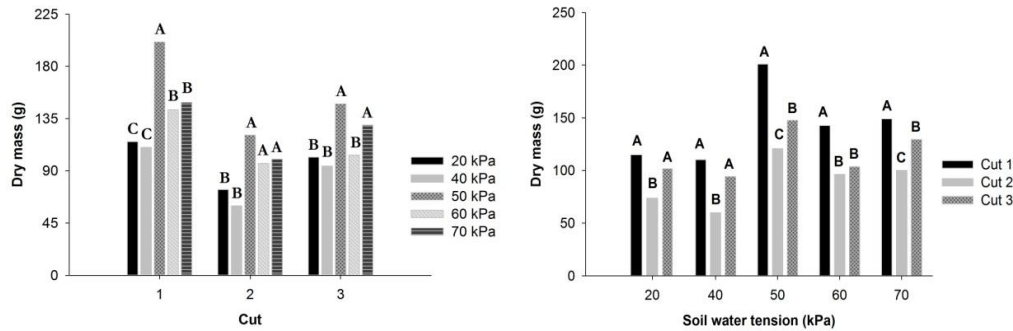 225
180
135
90
45
0
Dry mass (g)
A
C C
B B
B B
A
A A
B B
A
B
A
1 2 3
Cut
20 kPa
40 kPa
50 kPa
60 kPa
70 kPa
250
200
150
100
50
0
Dry mass (g)
A
B
A
A
B
A
A
C
B
A
B B
A
C
B
20 40 50 60 70
Soil water tension (kPa)
Cut 1
Cut 2
Cut 3